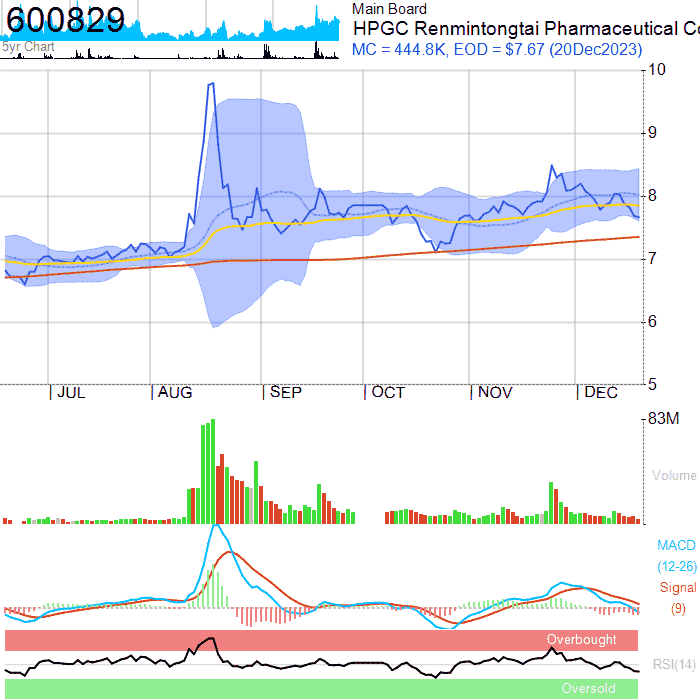 600829
5yr Chart
Main Board
HPGC Renmintongtai Pharmaceutical Co
MC = 444.8K, EOD = $7.67 (20Dec2023)
10
9
8
7
6
5
JUL AUG SEP OCT NOV DEC
83M
Volume
MACD
(12-26)
Signal
(9)
Overbought
RSI(14)
Oversold